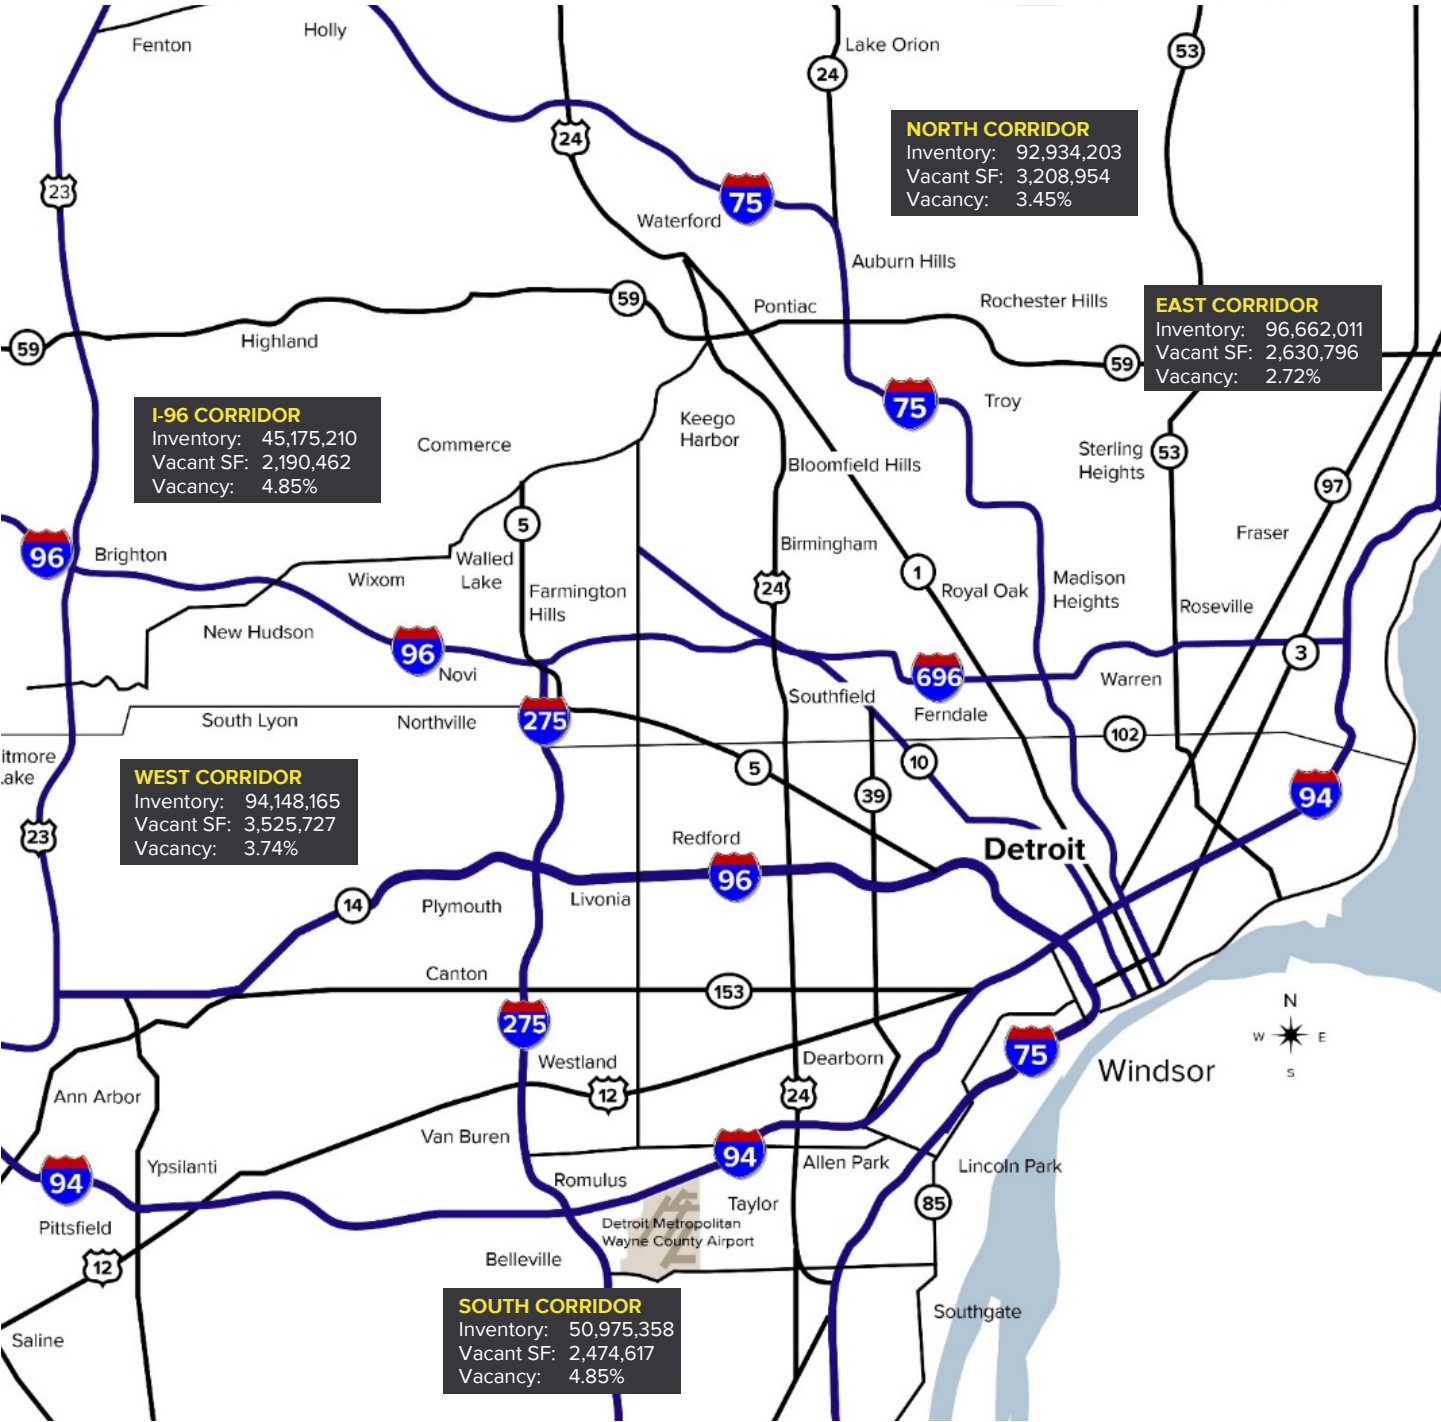 Holly
Fenton
Lake Orion
53
24
24
NORTH CORRIDOR
Inventory: 92,934,203
Vacant SF: 3,208,954
Vacancy: 3.45%
23
75
Waterford
Auburn Hills
59
Pontiac
Rochester Hills
EAST CORRIDOR
Inventory: 96,662,011
Vacant SF: 2,630,796
Vacancy: 2.72%
59
Highland
59
75
Troy
I-96 CORRIDOR
Inventory: 45,175,210
Vacant SF: 2,190,462
Vacancy: 4.85%
Keego
Harbor
Commerce
Bloomfield Hills
Sterling
Heights
53
97
5
96
Brighton
Walled
Lake
Wixom
Birmingham
Fraser
1
24
Farmington
Hills
Royal Oak
Madison
Heights
Roseville
New Hudson
96
Novi
696
3
Warren
Southfield
Ferndale
South Lyon
Northville
275
102
itmore
ake
5
10
39
94
WEST CORRIDOR
Inventory: 94,148,165
Vacant SF: 3,525,727
Vacancy: 3.74%
23
Redford
Detroit
96
14
Plymouth
Livonia
Canton
153
275
N
W E
S
75
Westland
Dearborn
Windsor
12
24
Ann Arbor
Van Buren
94
Allen Park
Lincoln Park
Ypsilanti
94
Romulus
Taylor
85
Pittsfield
Detroit Metropolitan
Wayne County Airport
Belleville
12
SOUTH CORRIDOR
Inventory: 50,975,358
Vacant SF: 2,474,617
Vacancy: 4.85%
Southgate
Saline